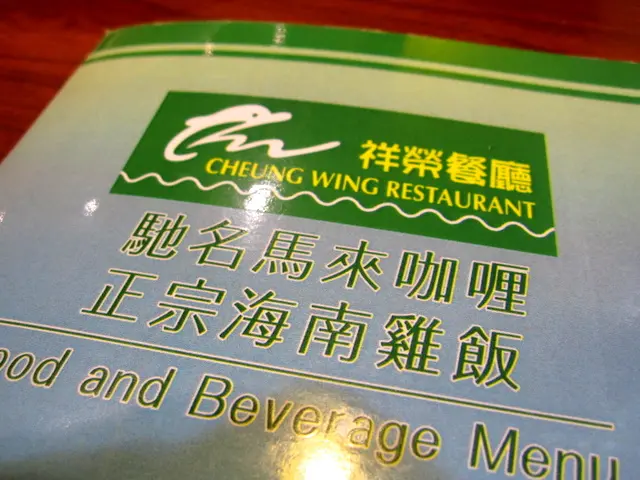 祥榮餐廳
CHEUNG WING RESTAURANT
馳名馬來咖喱
正宗海南雞飯
ood and Beverage Menu